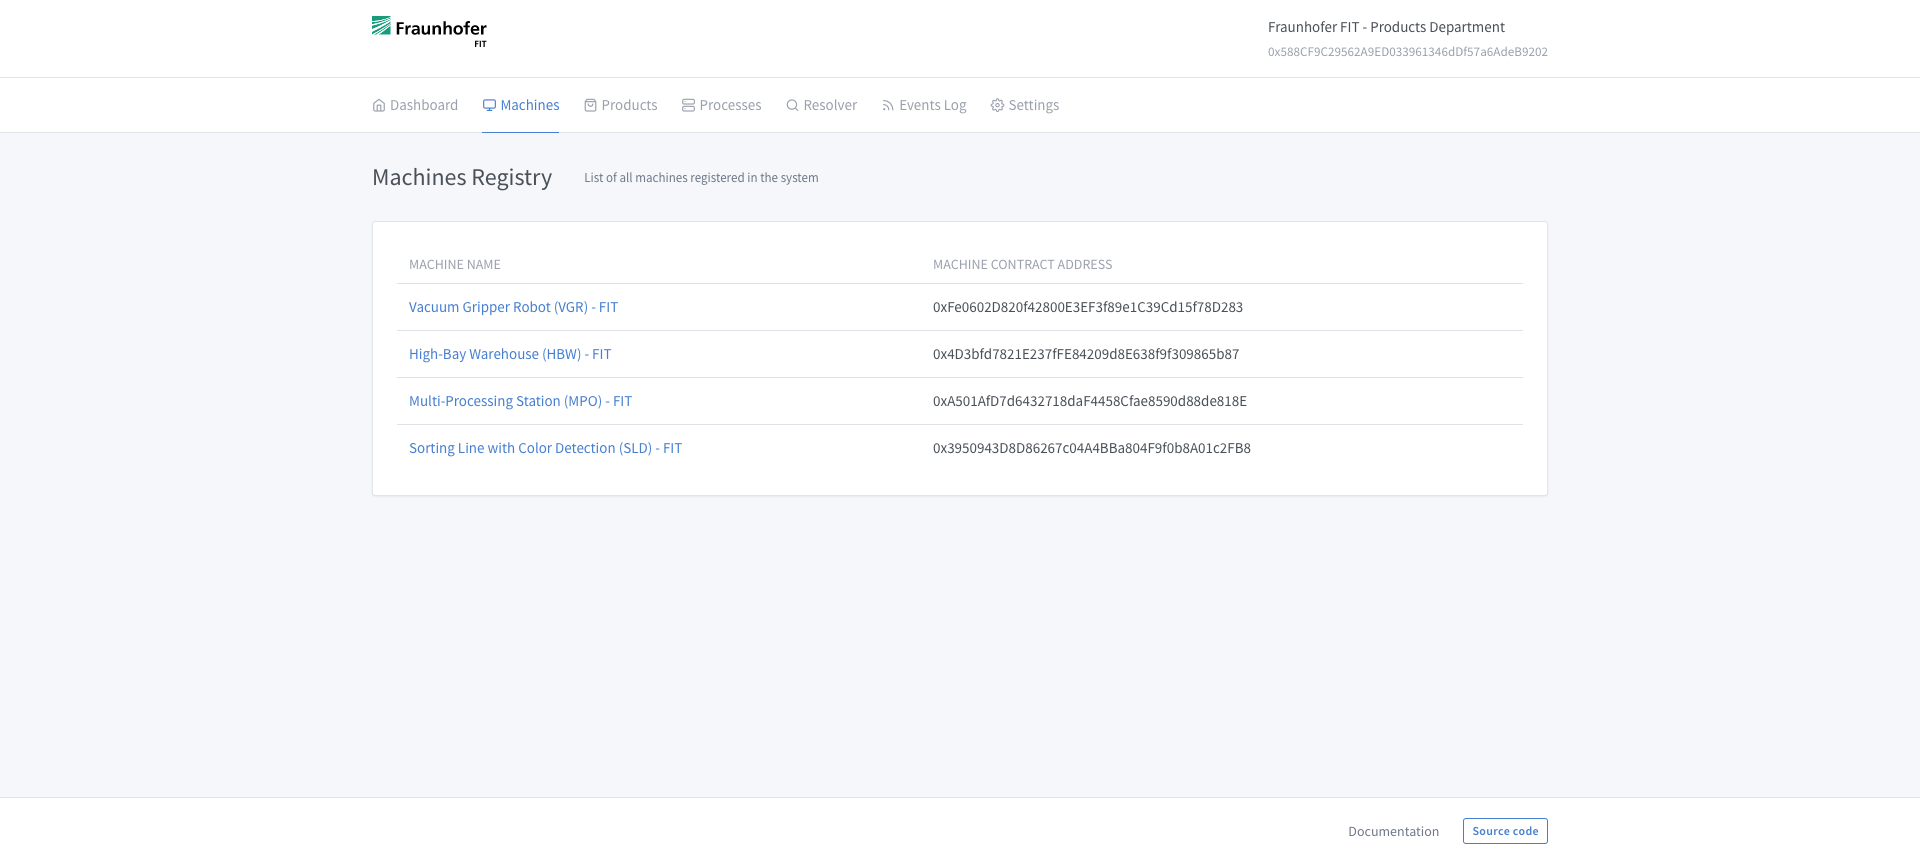 Fraunhofer
FIT
Fraunhofer FIT - Products Department
0x588CF9C29562A9ED033961346dDf57a6AdeB9202
Dashboard Machines Products Processes Resolver Events Log Settings
Machines Registry List of all machines registered in the system
MACHINE NAME MACHINE CONTRACT ADDRESS
Vacuum Gripper Robot (VGR) - FIT 0xFe0602D820f42800E3EF3f89e1C39Cd15f78D283
High-Bay Warehouse (HBW) - FIT 0x4D3bfd7821E237fFE84209d8E638f9f309865b87
Multi-Processing Station (MPO) - FIT 0xA501AfD7d6432718daF4458Cfae8590d88de818E
Sorting Line with Color Detection (SLD) - FIT 0x3950943D8D86267c04A4BBa804F9f0b8A01c2FB8
Documentation Source code